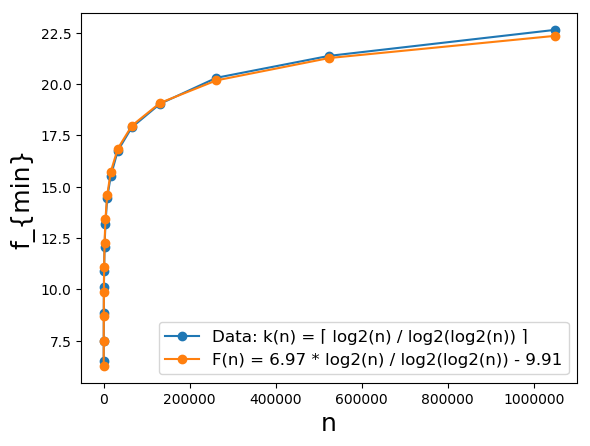 22.5
20.0
17.5
15.0
12.5
10.0
7.5
f_{min}
Data: k(n) = ⌈ log2(n) / log2(log2(n)) ⌉
F(n) = 6.97 * log2(n) / log2(log2(n)) - 9.91
0 200000 400000 600000 800000 1000000
n